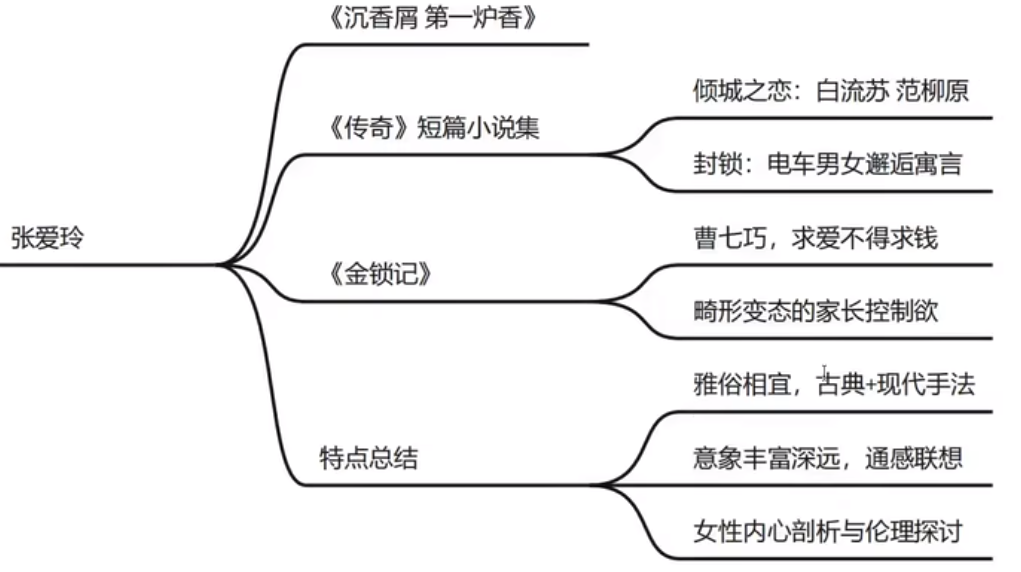 张爱玲
《沉香屑 第一炉香》
《传奇》短篇小说集
倾城之恋：白流苏 范柳原
封锁：电车男女邂逅寓言
《金锁记》
曹七巧，求爱不得求钱
畸形变态的家长控制欲
特点总结
雅俗相宜，古典+现代手法
意象丰富深远，通感联想
女性内心剖析与伦理探讨